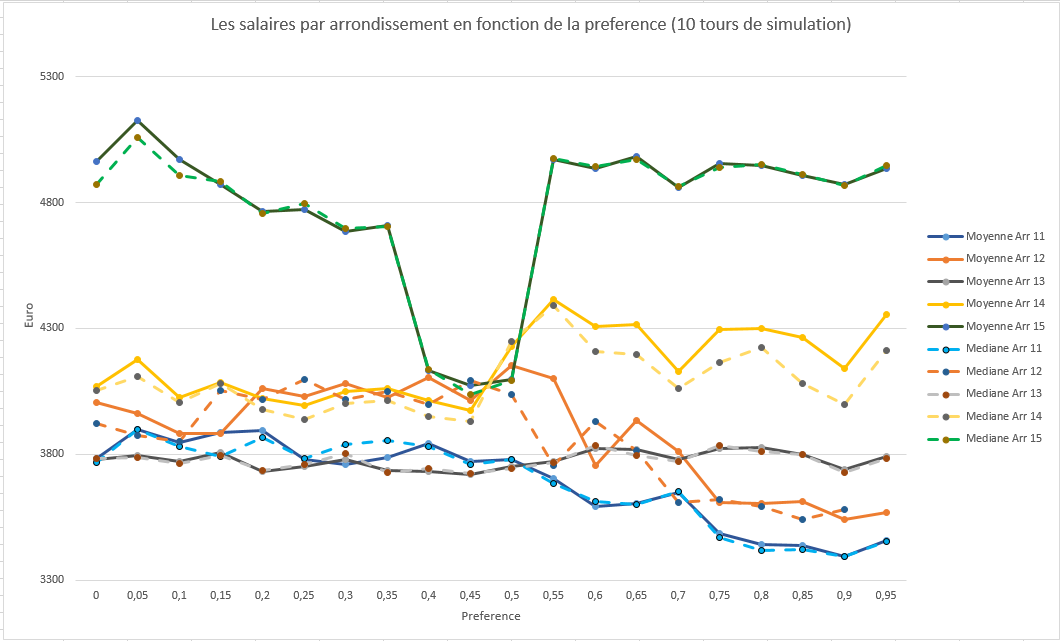 Les salaires par arrondissement en fonction de la preference (10 tours de simulation)
5300
4800
4300
3800
3300
Euro
0 0,05 0,1 0,15 0,2 0,25 0,3 0,35 0,4 0,45 0,5 0,55 0,6 0,65 0,7 0,75 0,8 0,85 0,9 0,95
Preference
Moyenne Arr 11
Moyenne Arr 12
Moyenne Arr 13
Moyenne Arr 14
Moyenne Arr 15
Mediane Arr 11
Mediane Arr 12
Mediane Arr 13
Mediane Arr 14
Mediane Arr 15